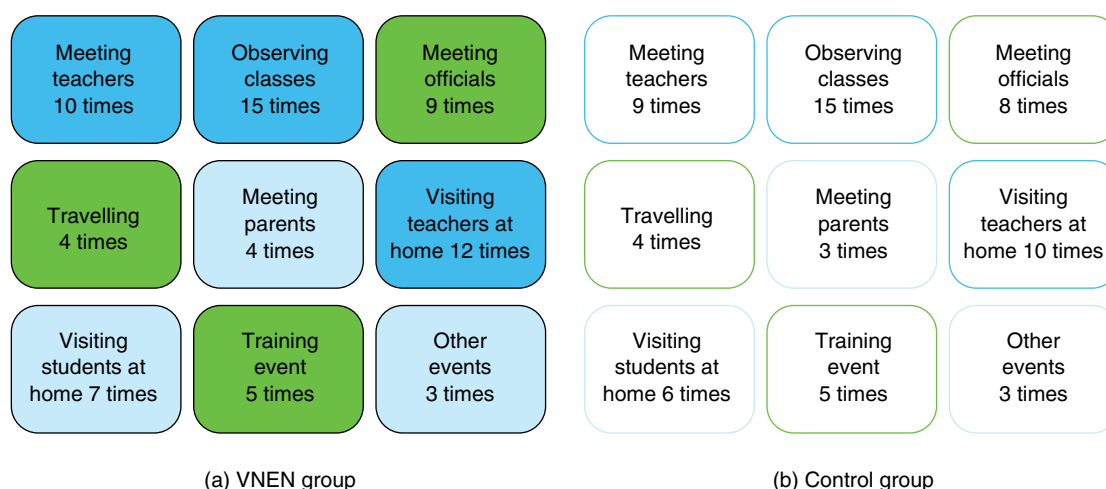 Meeting
teachers
10 times
Observing
classes
15 times
Meeting
officials
9 times
Travelling
4 times
Meeting
parents
4 times
Visiting
teachers at
home 12 times
Visiting
students at
home 7 times
Training
event
5 times
Other
events
3 times
(a) VNEN group
Meeting
teachers
9 times
Observing
classes
15 times
Meeting
officials
8 times
Travelling
4 times
Meeting
parents
3 times
Visiting
teachers at
home 10 times
Visiting
students at
home 6 times
Training
event
5 times
Other
events
3 times
(b) Control group